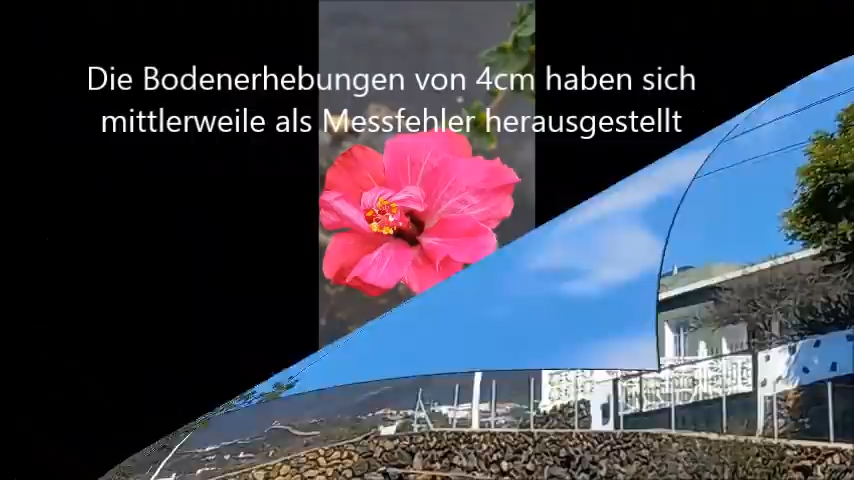 Die Bodenerhebungen von 4cm haben sich
mittlerweile als Messfehler herausgestellt